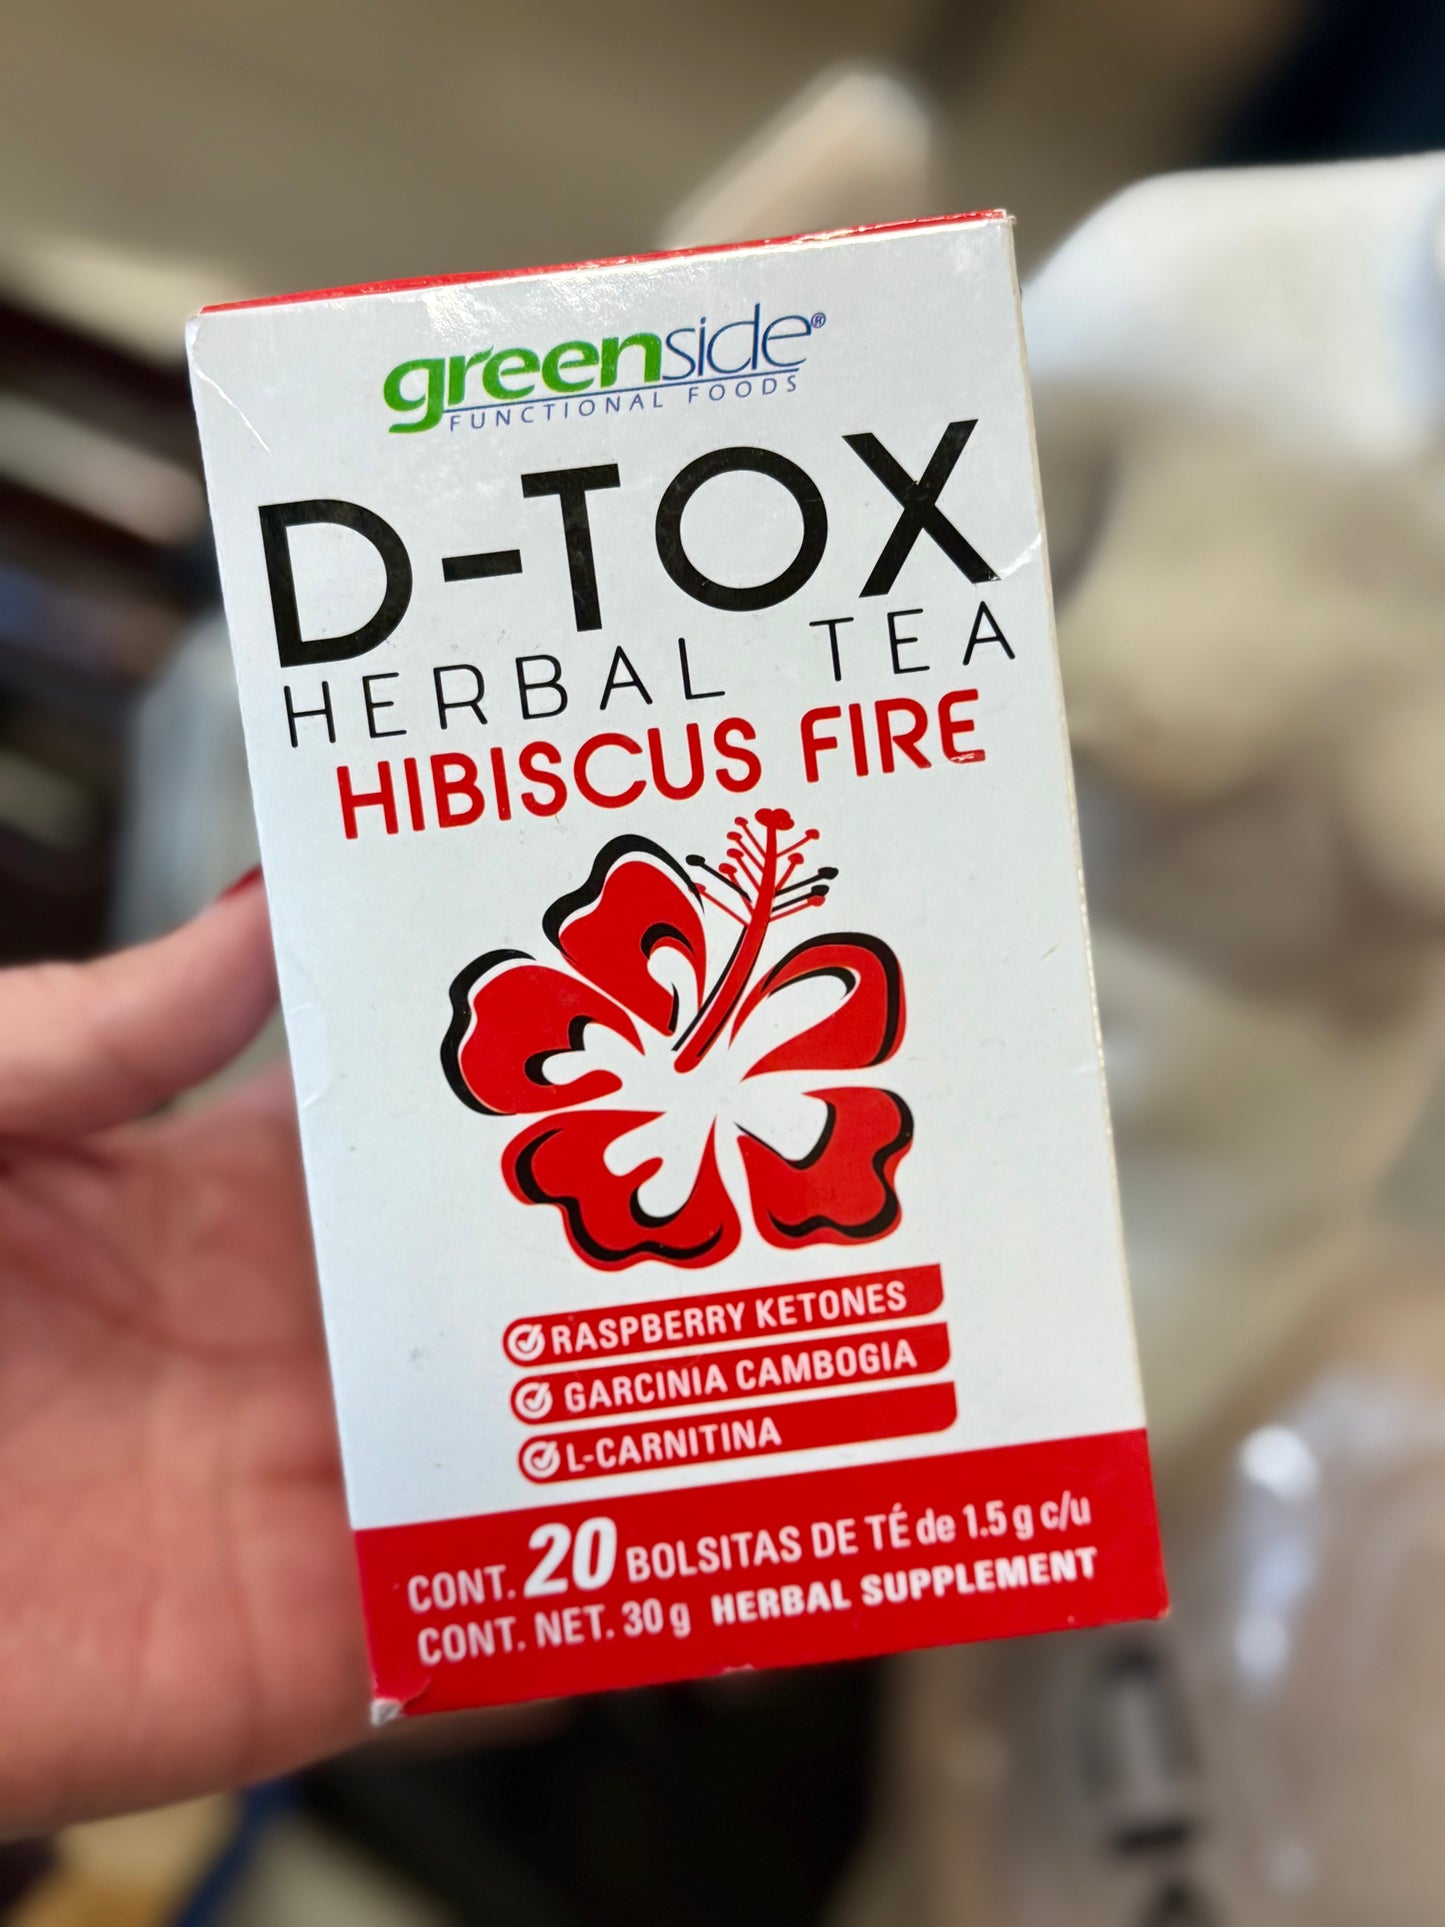 greenside®
FUNCTIONAL FOODS
D-TOX
HERBAL TEA
HIBISCUS FIRE
RASPBERRY KETONES
GARCINIA CAMBOGIA
L-CARNITINA
CONT. 20 BOLSITAS DE TÉ de 1.5 g c/u
CONT. NET. 30 g HERBAL SUPPLEMENT